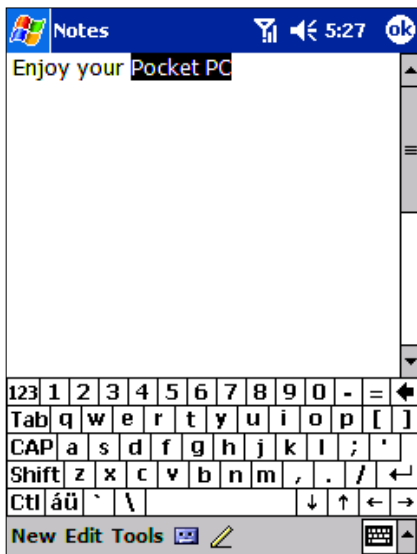 Notes 5:27 ok
Enjoy your Pocket PC
123 1 2 3 4 5 6 7 8 9 0 - =
Tab q w e r t y u i o p [ ]
CAP a s d f g h j k l ; '
Shift z x c v b n m , . /
Ctl áü ` \ ↓ ↑ ← →
New Edit Tools